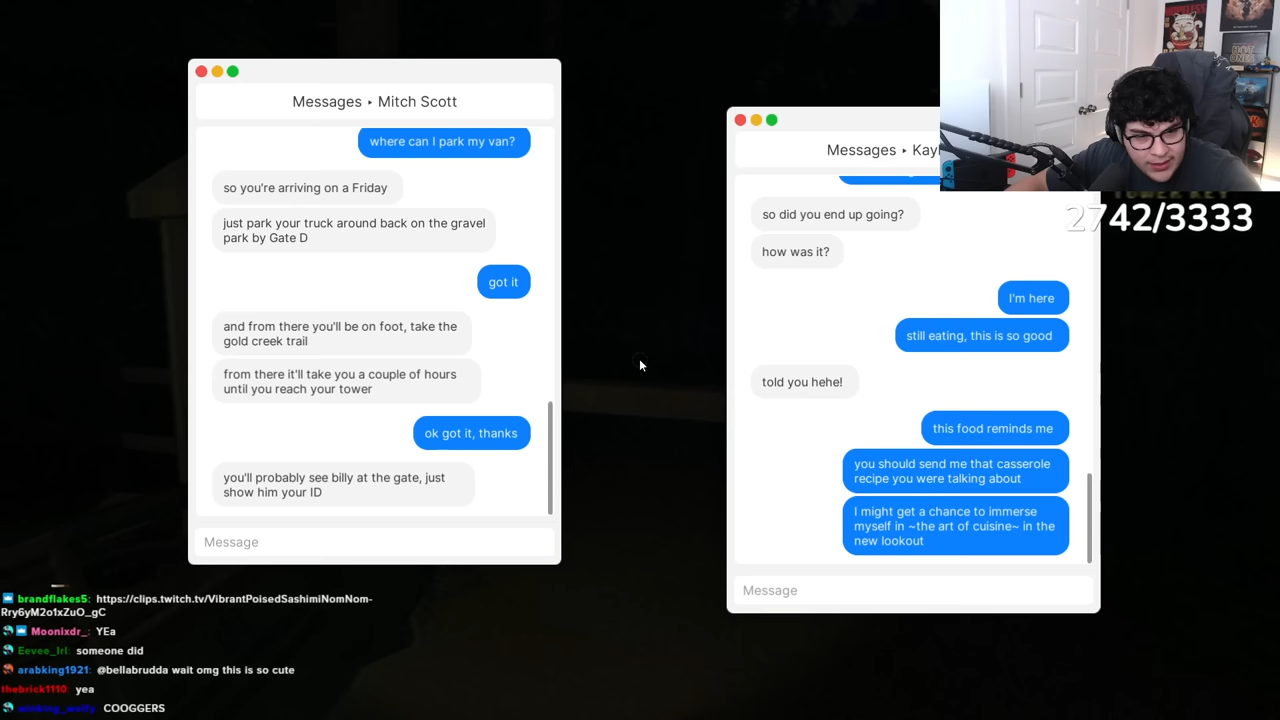 Messages ‣ Mitch Scott
where can I park my van?
so you're arriving on a Friday
just park your truck around back on the gravel
park by Gate D
got it
and from there you'll be on foot, take the
gold creek trail
from there it'll take you a couple of hours
until you reach your tower
ok got it, thanks
you'll probably see billy at the gate, just
show him your ID
Message
Messages ‣ Kayl
so did you end up going?
how was it?
I'm here
still eating, this is so good
told you hehe!
this food reminds me
you should send me that casserole
recipe you were talking about
I might get a chance to immerse
myself in ~the art of cuisine~ in the
new lookout
Message
2742/3333
brandflakes5: https://clips.twitch.tv/VibrantPoisedSashimiNomNom-
Rry6yM2o1xZuO_gC
Moonixdr_: YEa
Eevee_Irl: someone did
arabking1921: @bellabrudda wait omg this is so cute
thebrick1110: yea
winking_wolfy: COOGGERS